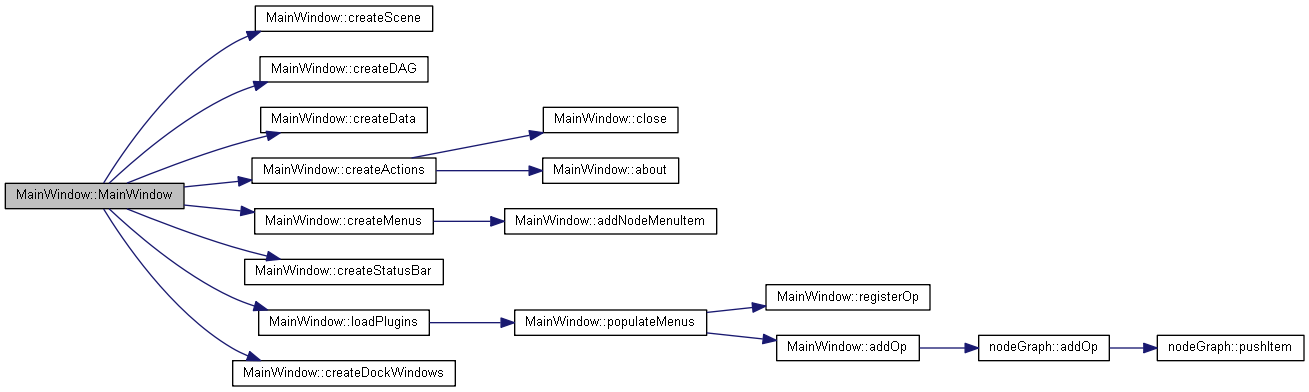 MainWindow::createScene
MainWindow::createDAG
MainWindow::createData
MainWindow::close
MainWindow::createActions
MainWindow::about
MainWindow::MainWindow
MainWindow::createMenus
MainWindow::addNodeMenuItem
MainWindow::createStatusBar
MainWindow::registerOp
MainWindow::loadPlugins
MainWindow::populateMenus
MainWindow::addOp
nodeGraph::addOp
nodeGraph::pushItem
MainWindow::createDockWindows